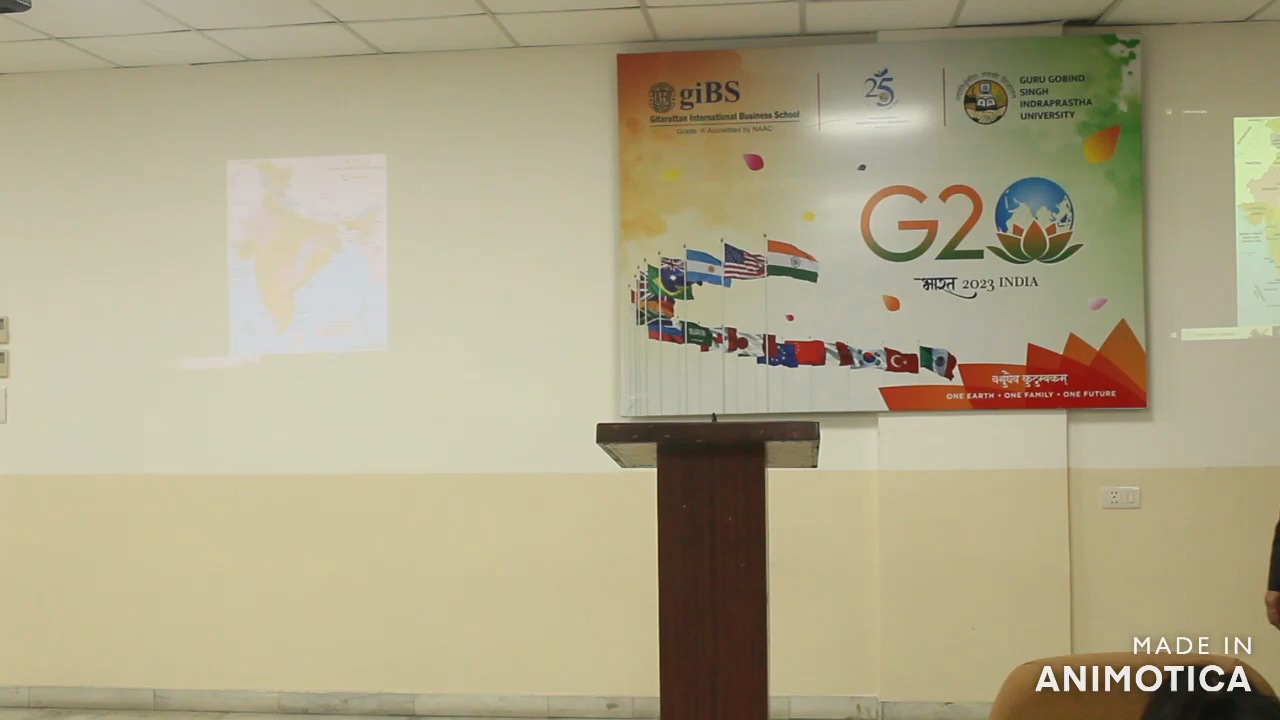 giBS
Gitarattan International Business School
Grade 'A' Accredited by NAAC
25
GURU GOBIND
SINGH
INDRAPRASTHA
UNIVERSITY
G20
भारत 2023 INDIA
वसुधैव कुटुम्बकम्
ONE EARTH • ONE FAMILY • ONE FUTURE
MADE IN
ANIMOTICA